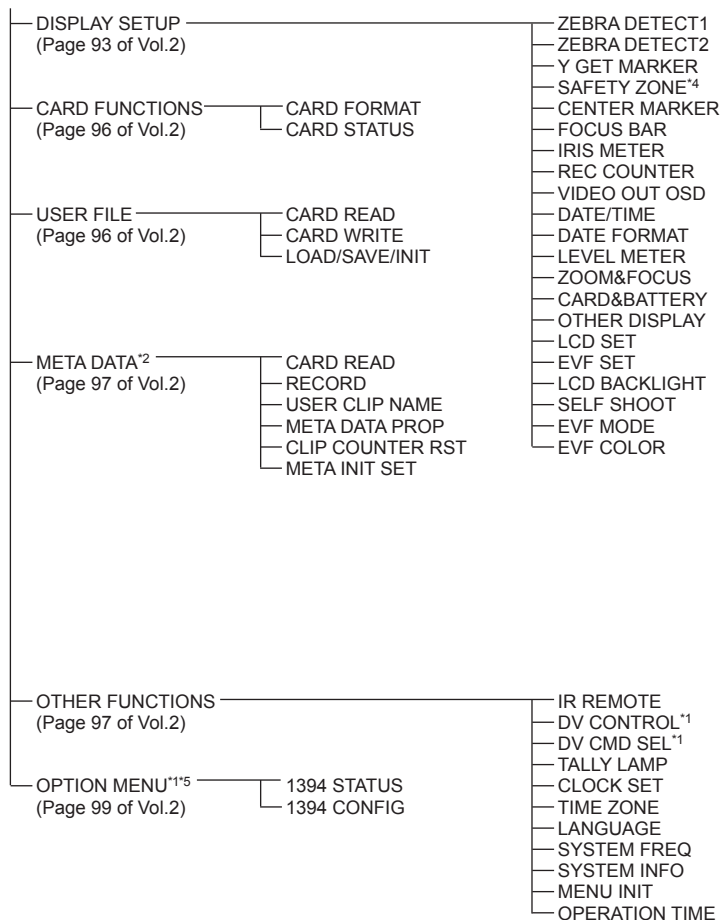 DISPLAY SETUP
(Page 93 of Vol.2)
ZEBRA DETECT1
ZEBRA DETECT2
Y GET MARKER
SAFETY ZONE*4
CENTER MARKER
FOCUS BAR
IRIS METER
REC COUNTER
VIDEO OUT OSD
DATE/TIME
DATE FORMAT
LEVEL METER
ZOOM&FOCUS
CARD&BATTERY
OTHER DISPLAY
LCD SET
EVF SET
LCD BACKLIGHT
SELF SHOOT
EVF MODE
EVF COLOR
CARD FUNCTIONS
(Page 96 of Vol.2)
CARD FORMAT
CARD STATUS
USER FILE
(Page 96 of Vol.2)
CARD READ
CARD WRITE
LOAD/SAVE/INIT
META DATA*2
(Page 97 of Vol.2)
CARD READ
RECORD
USER CLIP NAME
META DATA PROP
CLIP COUNTER RST
META INIT SET
OTHER FUNCTIONS
(Page 97 of Vol.2)
IR REMOTE
DV CONTROL*1
DV CMD SEL*1
TALLY LAMP
CLOCK SET
TIME ZONE
LANGUAGE
SYSTEM FREQ
SYSTEM INFO
MENU INIT
OPERATION TIME
OPTION MENU*1*5
(Page 99 of Vol.2)
1394 STATUS
1394 CONFIG